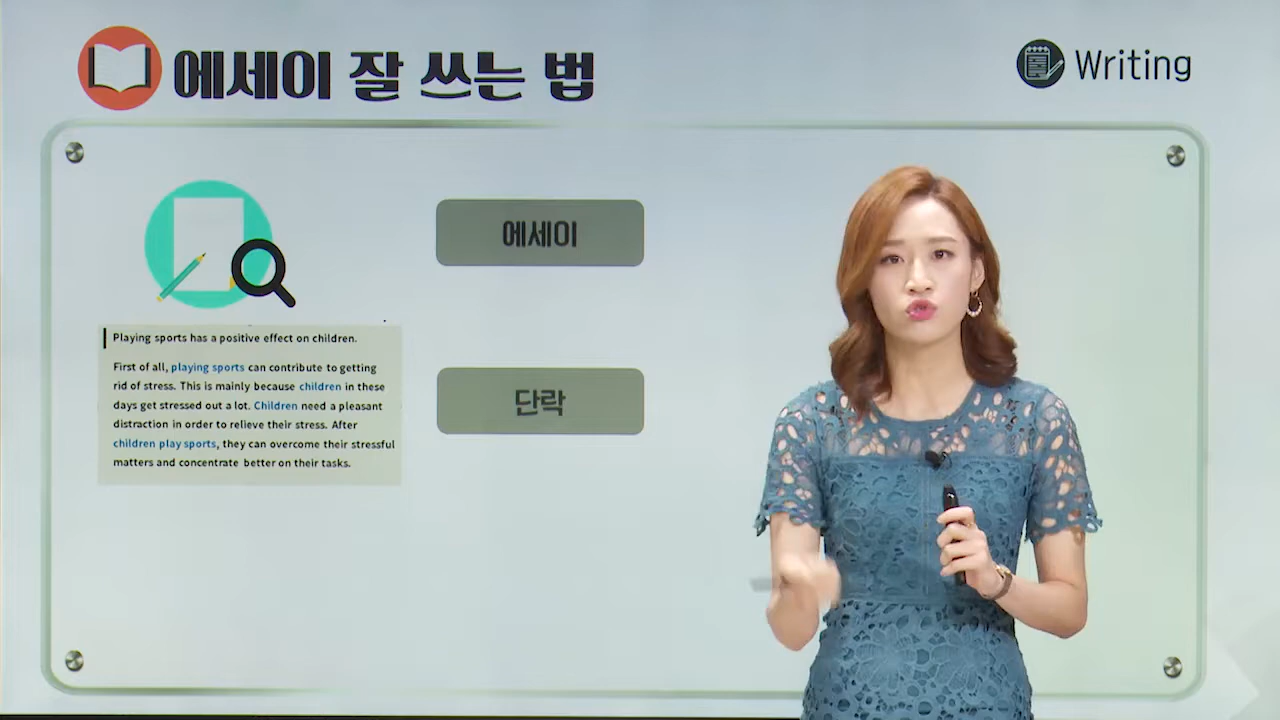 에세이 잘 쓰는 법
Writing
에세이
Playing sports has a positive effect on children.
First of all, playing sports can contribute to getting
rid of stress. This is mainly because children in these
days get stressed out a lot. Children need a pleasant
distraction in order to relieve their stress. After
children play sports, they can overcome their stressful
matters and concentrate better on their tasks.
단락